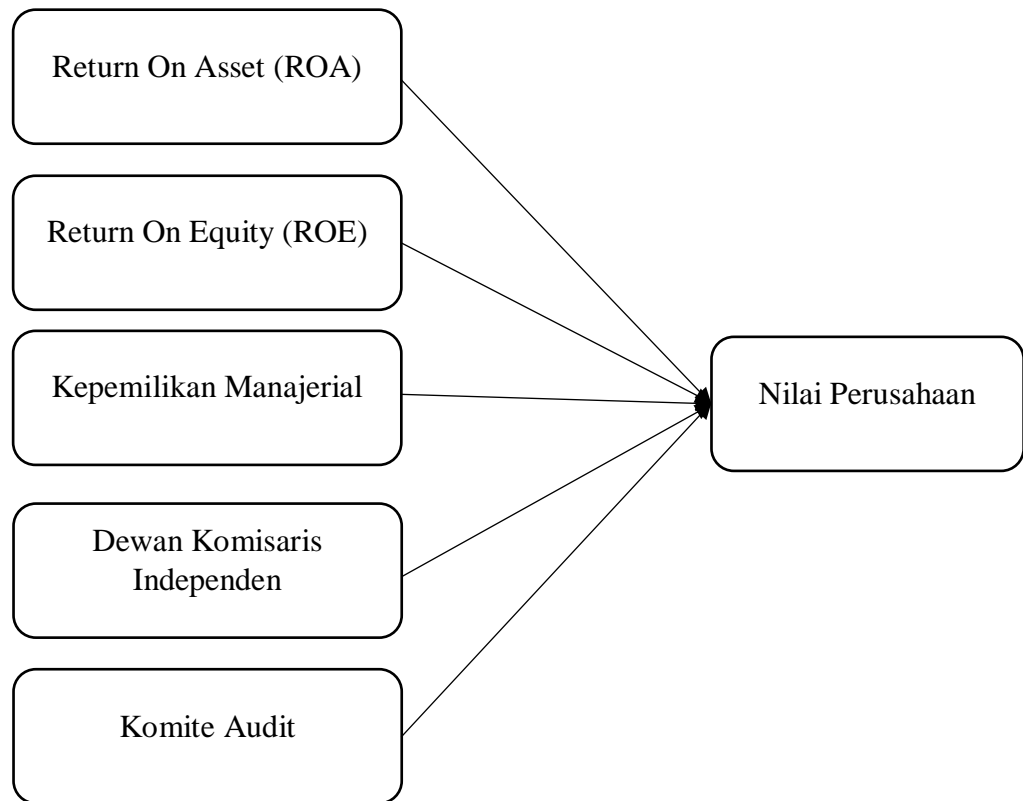 Return On Asset (ROA)
Return On Equity (ROE)
Kepemilikan Manajerial
Nilai Perusahaan
Dewan Komisaris
Independen
Komite Audit